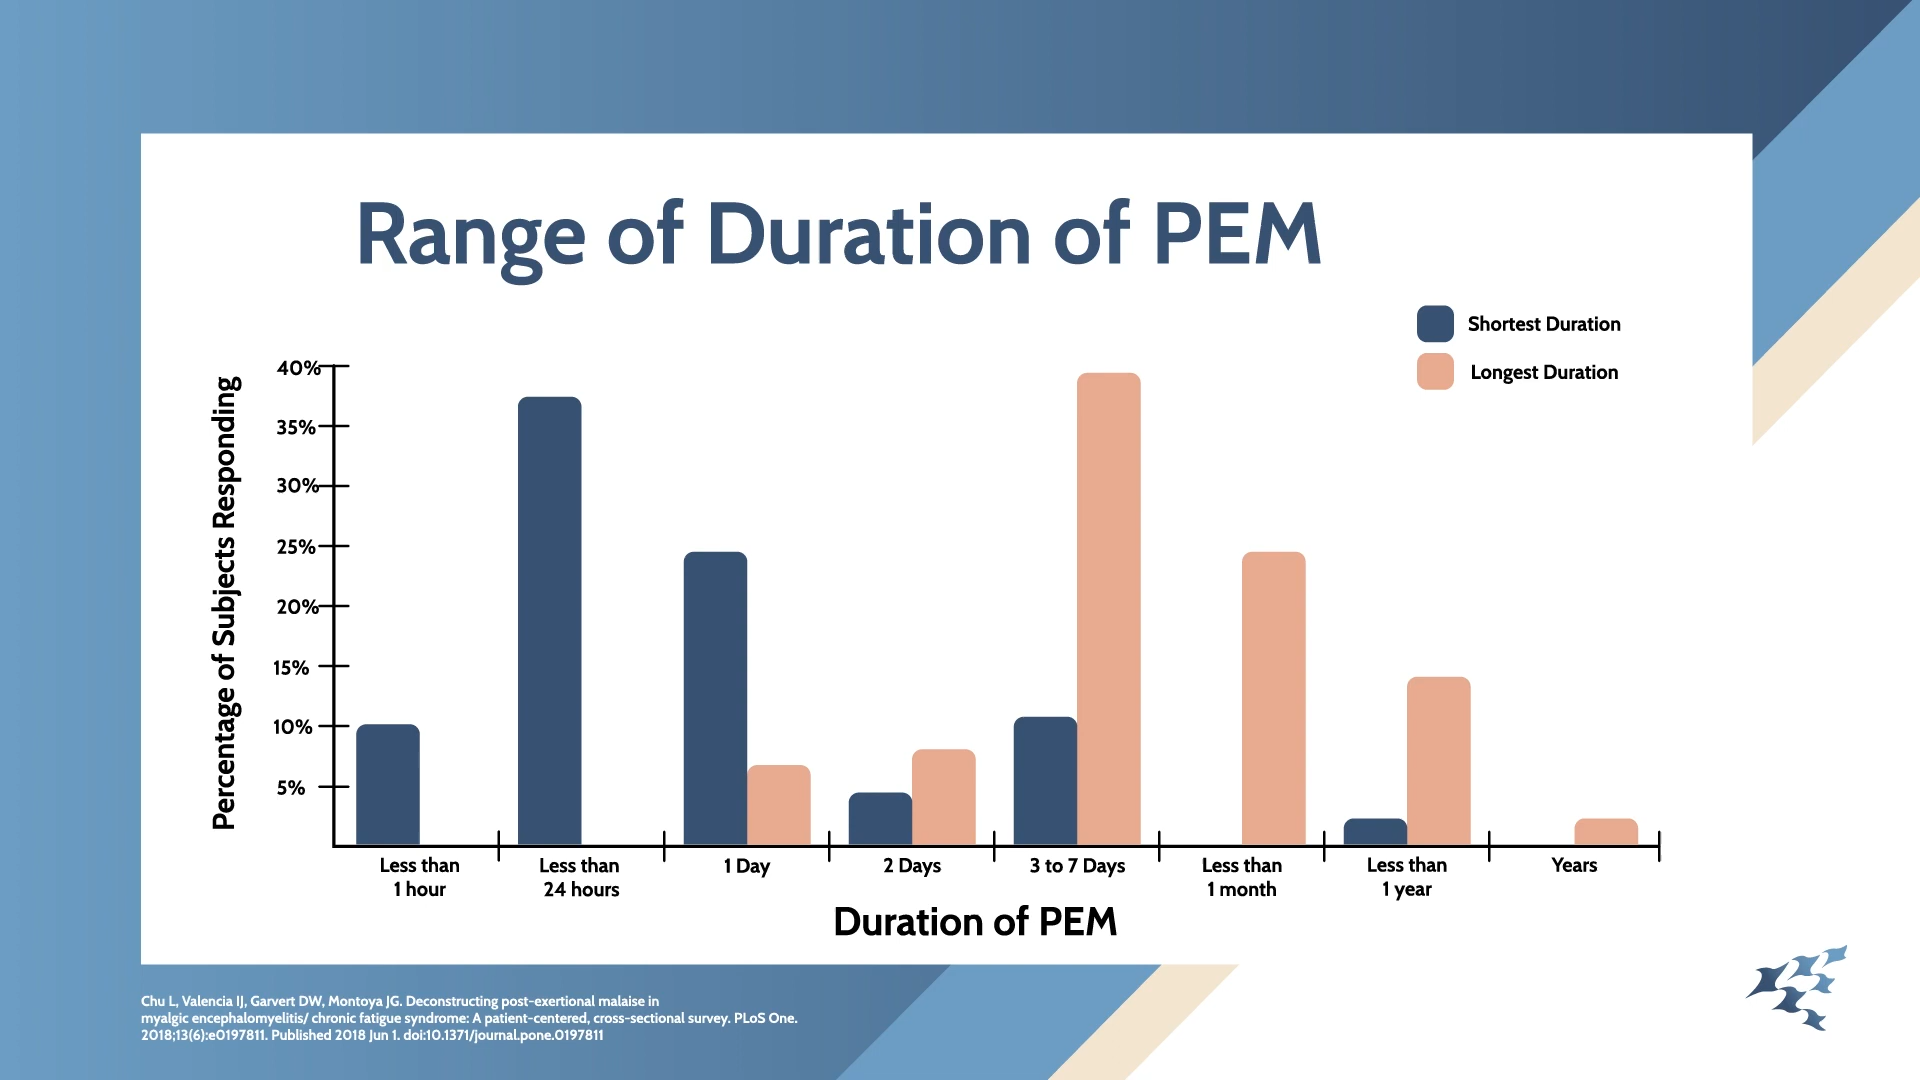 Range of Duration of PEM
Shortest Duration
Longest Duration
Percentage of Subjects Responding
40%
35%
30%
25%
20%
15%
10%
5%
Less than
1 hour
Less than
24 hours
1 Day
2 Days
3 to 7 Days
Less than
1 month
Less than
1 year
Years
Duration of PEM
Chu L, Valencia IJ, Garvert DW, Montoya JG. Deconstructing post-exertional malaise in
myalgic encephalomyelitis/ chronic fatigue syndrome: A patient-centered, cross-sectional survey. PLoS One.
2018;13(6):e0197811. Published 2018 Jun 1. doi:10.1371/journal.pone.0197811